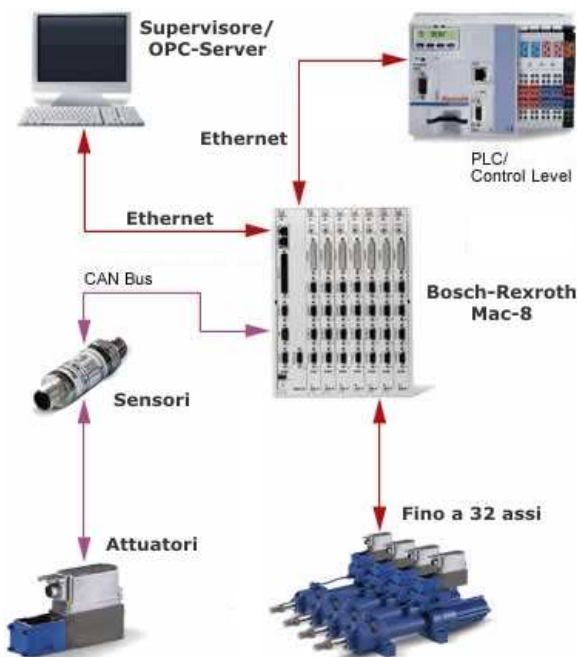 Supervisore/
OPC-Server
Ethernet
PLC/
Control Level
Ethernet
CAN Bus
Bosch-Rexroth
Mac-8
Sensori
Fino a 32 assi
Attuatori